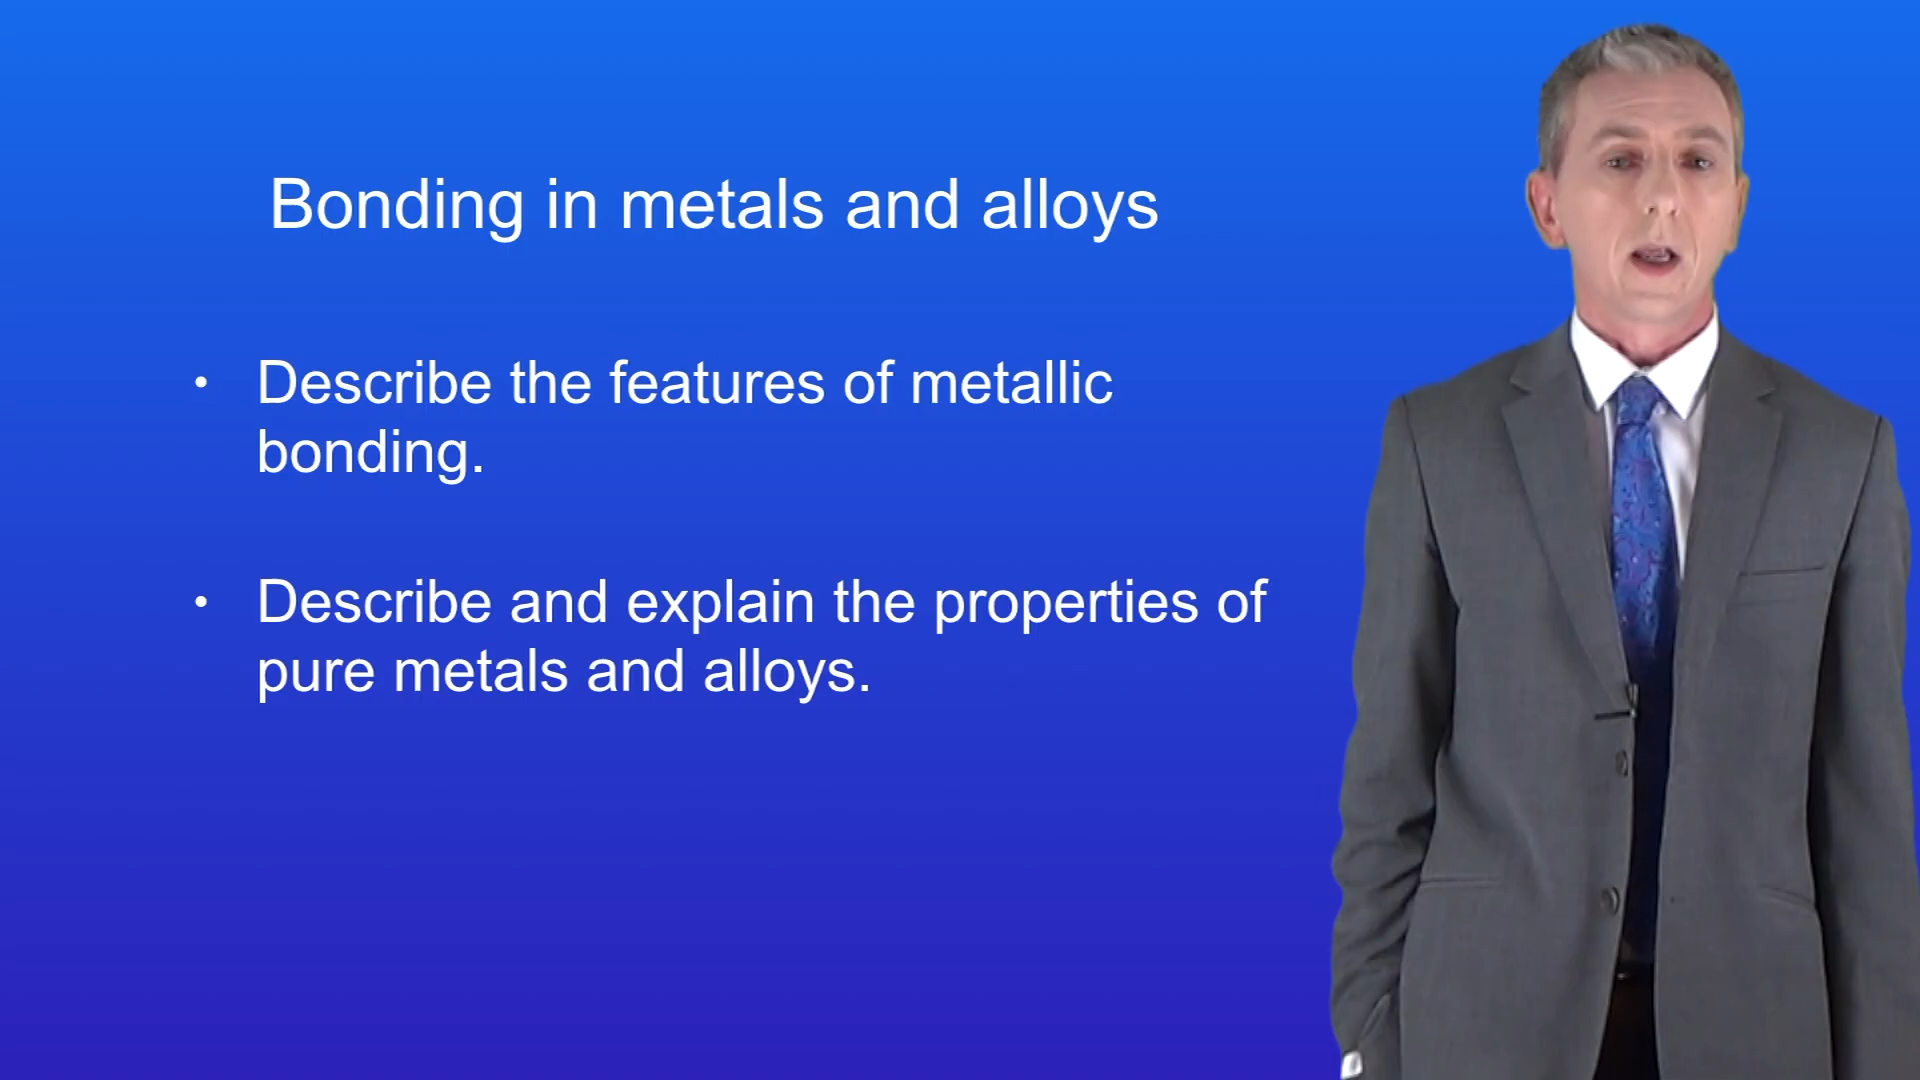 Bonding in metals and alloys
• Describe the features of metallic
bonding.
• Describe and explain the properties of
pure metals and alloys.